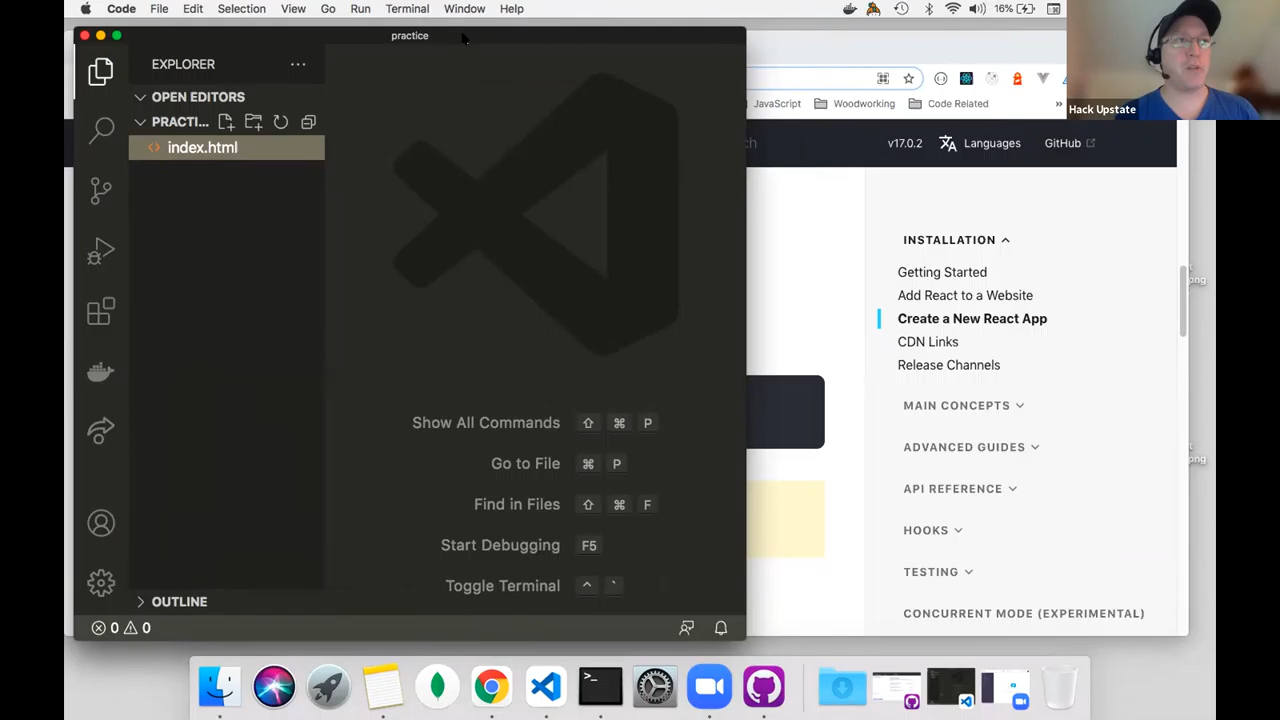 Code File Edit Selection View Go Run Terminal Window Help 16%
practice
EXPLORER
OPEN EDITORS
PRACTI...
index.html
Show All Commands ⇧ ⌘ P
Go to File ⌘ P
Find in Files ⇧ ⌘ F
Start Debugging F5
Toggle Terminal ^ `
OUTLINE
0 0
JavaScript Woodworking Code Related »
ch v17.0.2 Languages GitHub
INSTALLATION
Getting Started
Add React to a Website
Create a New React App
CDN Links
Release Channels
MAIN CONCEPTS
ADVANCED GUIDES
API REFERENCE
HOOKS
TESTING
CONCURRENT MODE (EXPERIMENTAL)
Hack Upstate
t
png
t
png